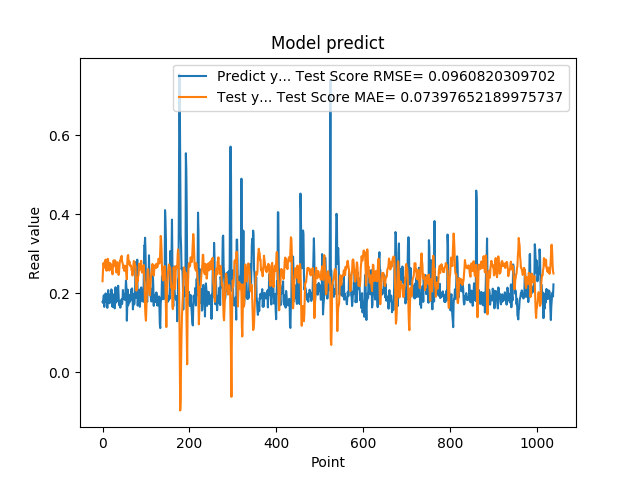 Model predict
Predict y... Test Score RMSE= 0.0960820309702
Test y... Test Score MAE= 0.07397652189975737
Real value
0.6
0.4
0.2
0.0
0 200 400 600 800 1000
Point